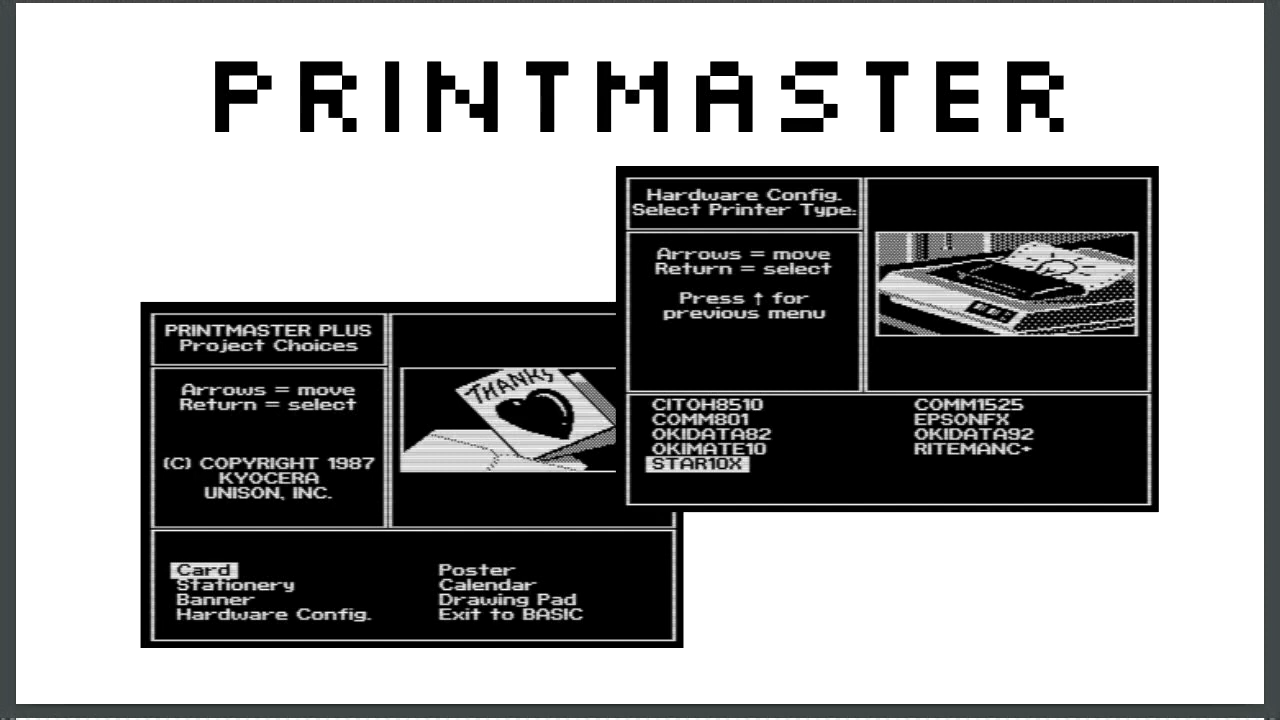 PRINTMASTER
Hardware Config.
Select Printer Type:
Arrows = move
Return = select
Press ↑ for
previous menu
CITOH8510
COMM801
OKIDATA82
OKIMATE10
STAR10X
COMM1525
EPSONFX
OKIDATA92
RITEMANC+
PRINTMASTER PLUS
Project Choices
Arrows = move
Return = select
(C) COPYRIGHT 1987
KYOCERA
UNISON, INC.
THANKS
Card
Stationery
Banner
Hardware Config.
Poster
Calendar
Drawing Pad
Exit to BASIC